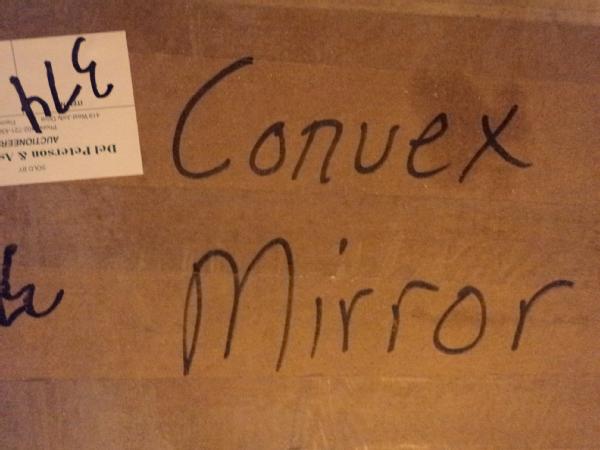 Convex
Mirror
374
SOLD BY
Del Peterson & As
AUCTIONEERS